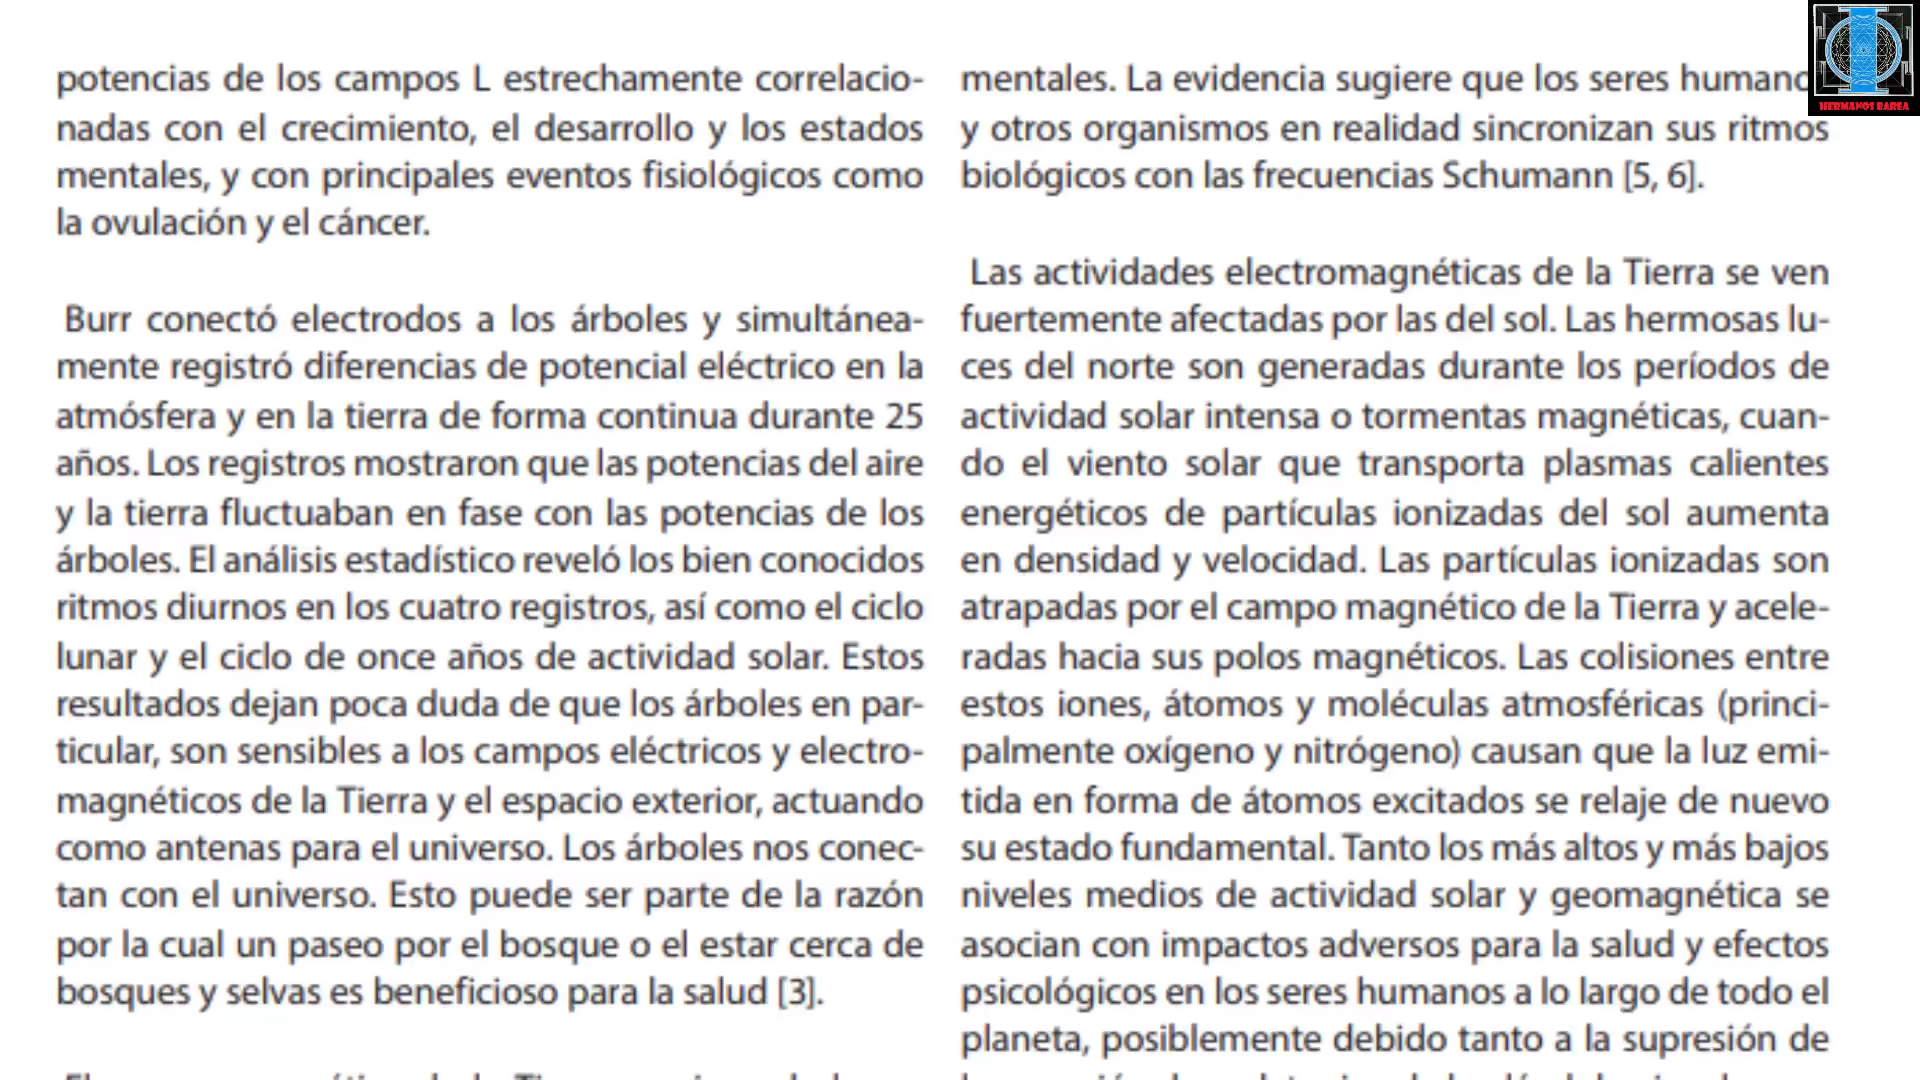 potencias de los campos L estrechamente correlacio-
nadas con el crecimiento, el desarrollo y los estados
mentales, y con principales eventos fisiológicos como
la ovulación y el cáncer.
Burr conectó electrodos a los árboles y simultánea-
mente registró diferencias de potencial eléctrico en la
atmósfera y en la tierra de forma continua durante 25
años. Los registros mostraron que las potencias del aire
y la tierra fluctuaban en fase con las potencias de los
árboles. El análisis estadístico reveló los bien conocidos
ritmos diurnos en los cuatro registros, así como el ciclo
lunar y el ciclo de once años de actividad solar. Estos
resultados dejan poca duda de que los árboles en par-
ticular, son sensibles a los campos eléctricos y electro-
magnéticos de la Tierra y el espacio exterior, actuando
como antenas para el universo. Los árboles nos conec-
tan con el universo. Esto puede ser parte de la razón
por la cual un paseo por el bosque o el estar cerca de
bosques y selvas es beneficioso para la salud [3].
mentales. La evidencia sugiere que los seres humano
y otros organismos en realidad sincronizan sus ritmos
biológicos con las frecuencias Schumann [5, 6].
Las actividades electromagnéticas de la Tierra se ven
fuertemente afectadas por las del sol. Las hermosas lu-
ces del norte son generadas durante los períodos de
actividad solar intensa o tormentas magnéticas, cuan-
do el viento solar que transporta plasmas calientes
energéticos de partículas ionizadas del sol aumenta
en densidad y velocidad. Las partículas ionizadas son
atrapadas por el campo magnético de la Tierra y acele-
radas hacia sus polos magnéticos. Las colisiones entre
estos iones, átomos y moléculas atmosféricas (princi-
palmente oxígeno y nitrógeno) causan que la luz emi-
tida en forma de átomos excitados se relaje de nuevo
su estado fundamental. Tanto los más altos y más bajos
niveles medios de actividad solar y geomagnética se
asocian con impactos adversos para la salud y efectos
psicológicos en los seres humanos a lo largo de todo el
planeta, posiblemente debido tanto a la supresión de
HERMANOS BAREA